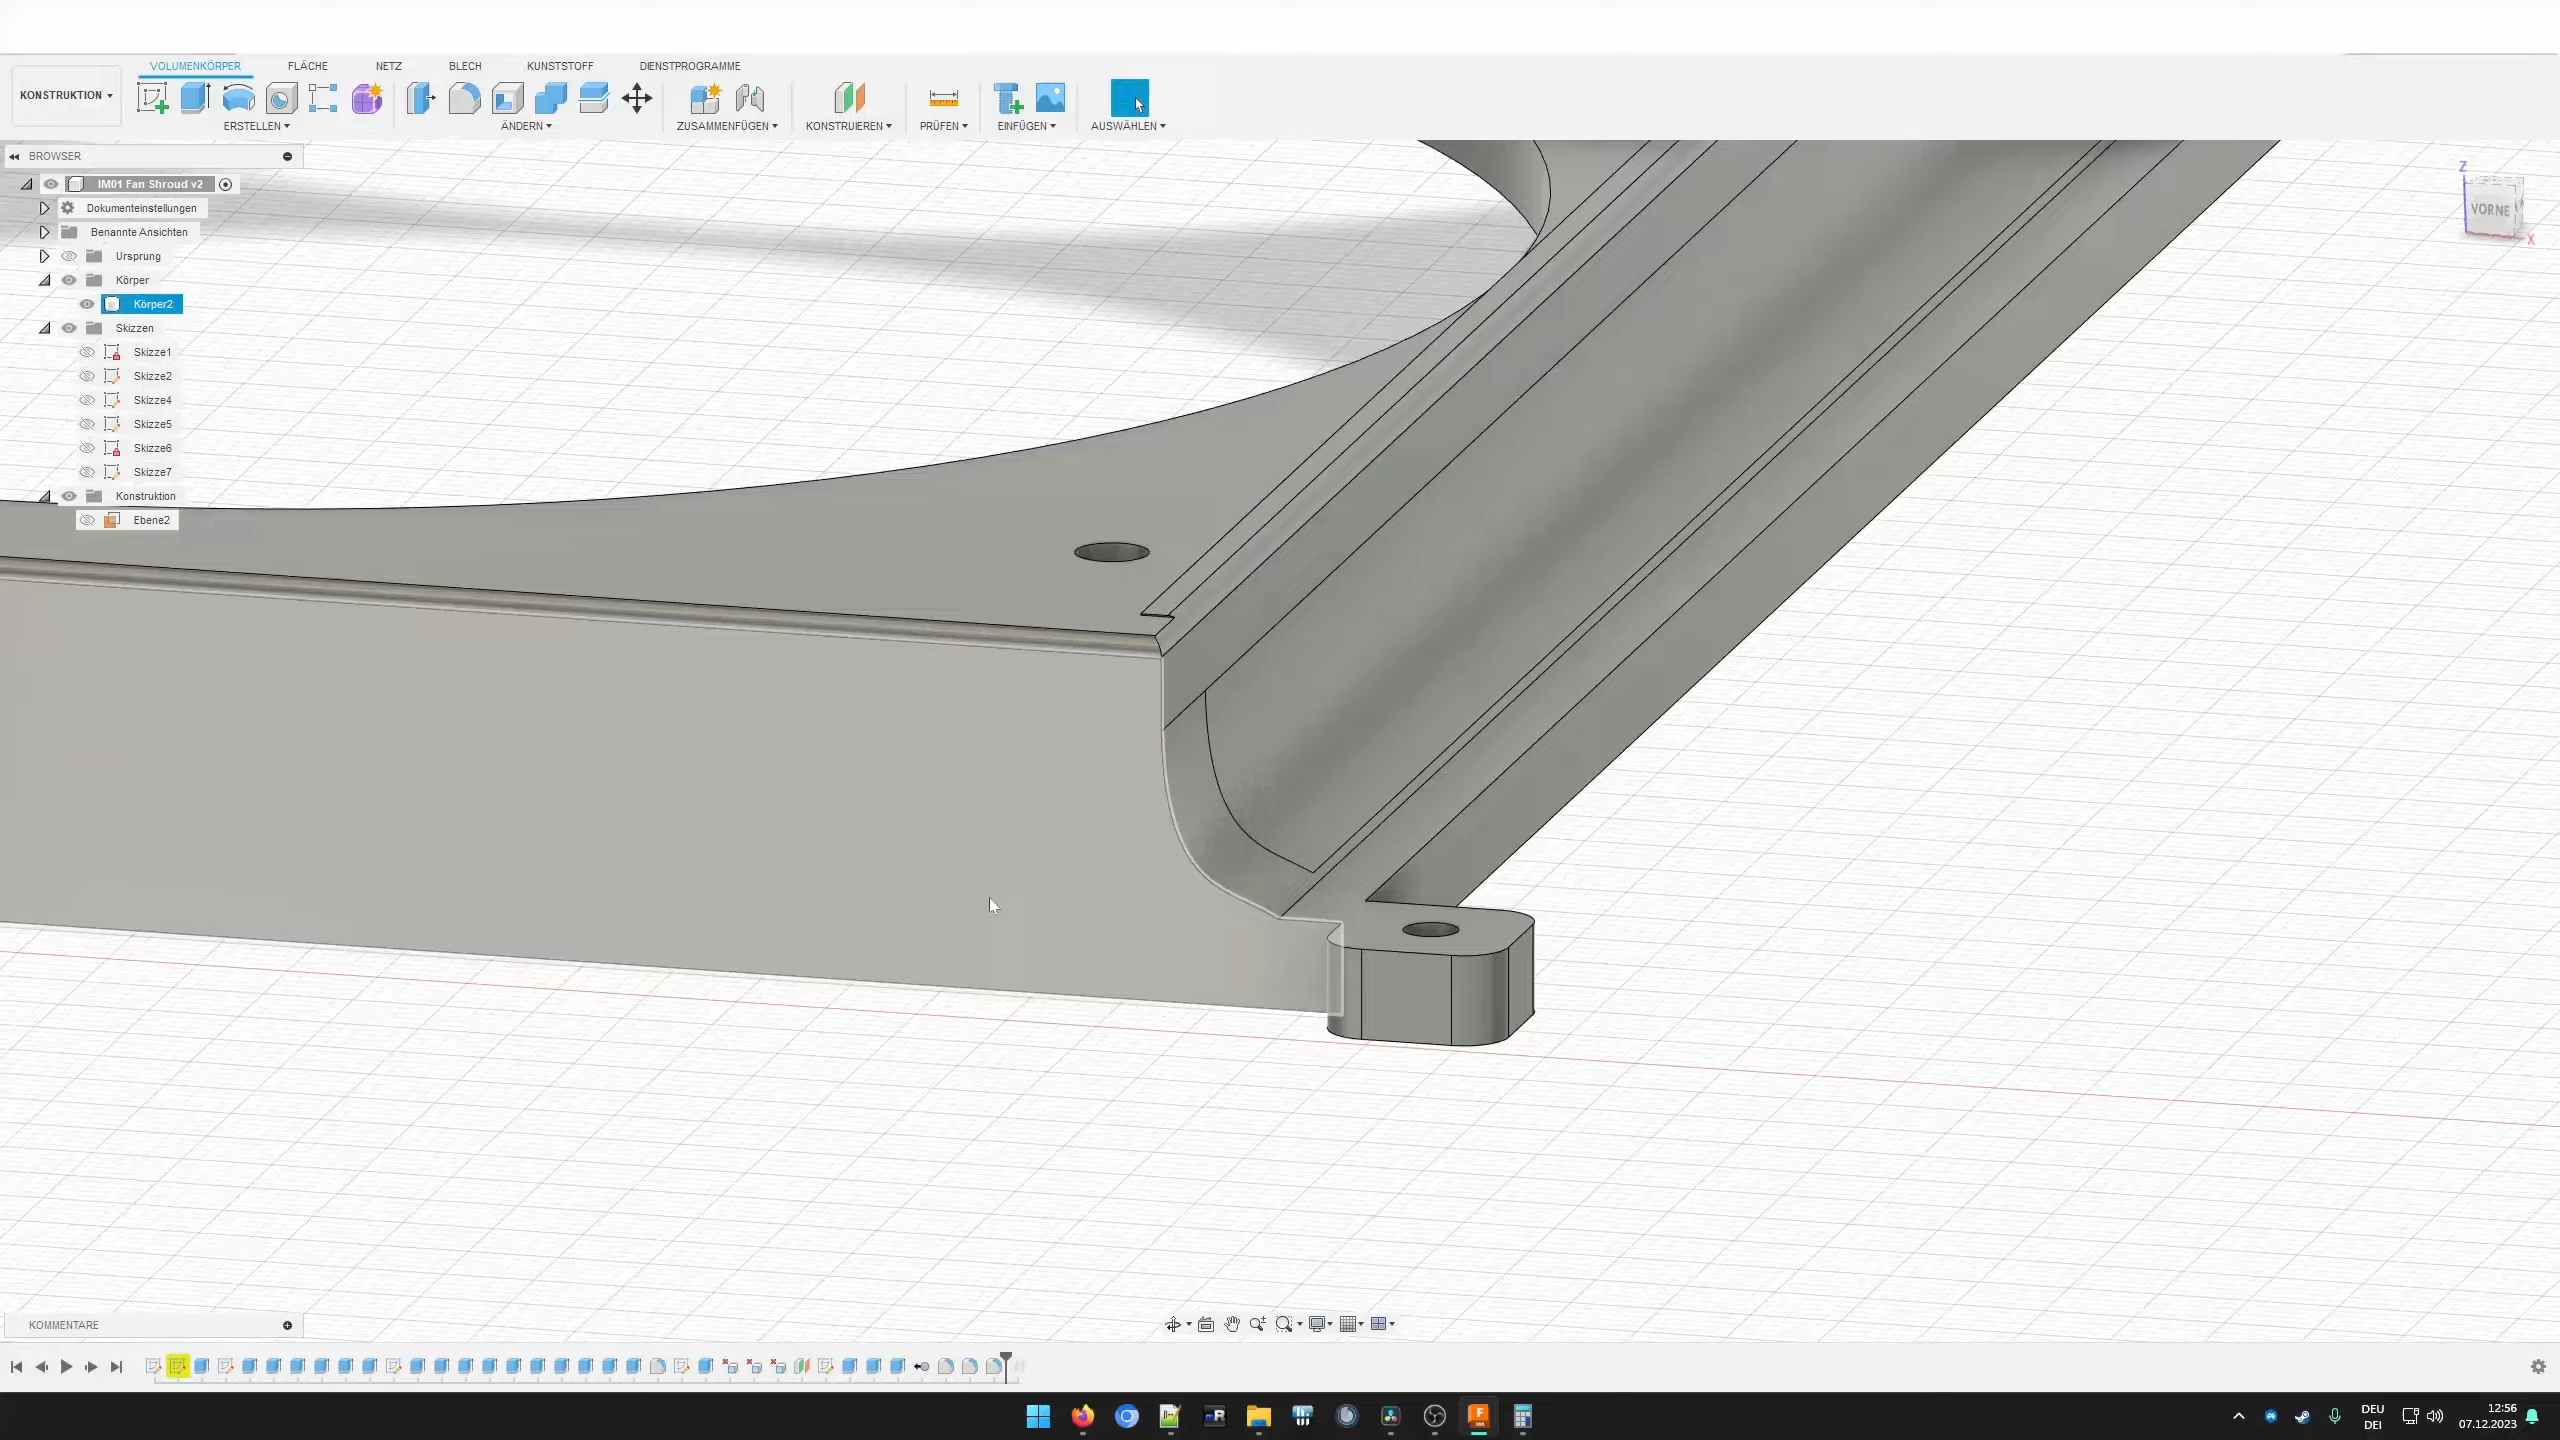 VOLUMENKÖRPER FLÄCHE NETZ BLECH KUNSTSTOFF DIENSTPROGRAMME
KONSTRUKTION
ERSTELLEN ÄNDERN ZUSAMMENFÜGEN KONSTRUIEREN PRÜFEN EINFÜGEN AUSWÄHLEN
BROWSER
IM01 Fan Shroud v2
Dokumenteinstellungen
Benannte Ansichten
Ursprung
Körper
Körper2
Skizzen
Skizze1
Skizze2
Skizze4
Skizze5
Skizze6
Skizze7
Konstruktion
Ebene2
Z
VORNE
X
KOMMENTARE
DEU
DEI
12:56
07.12.2023